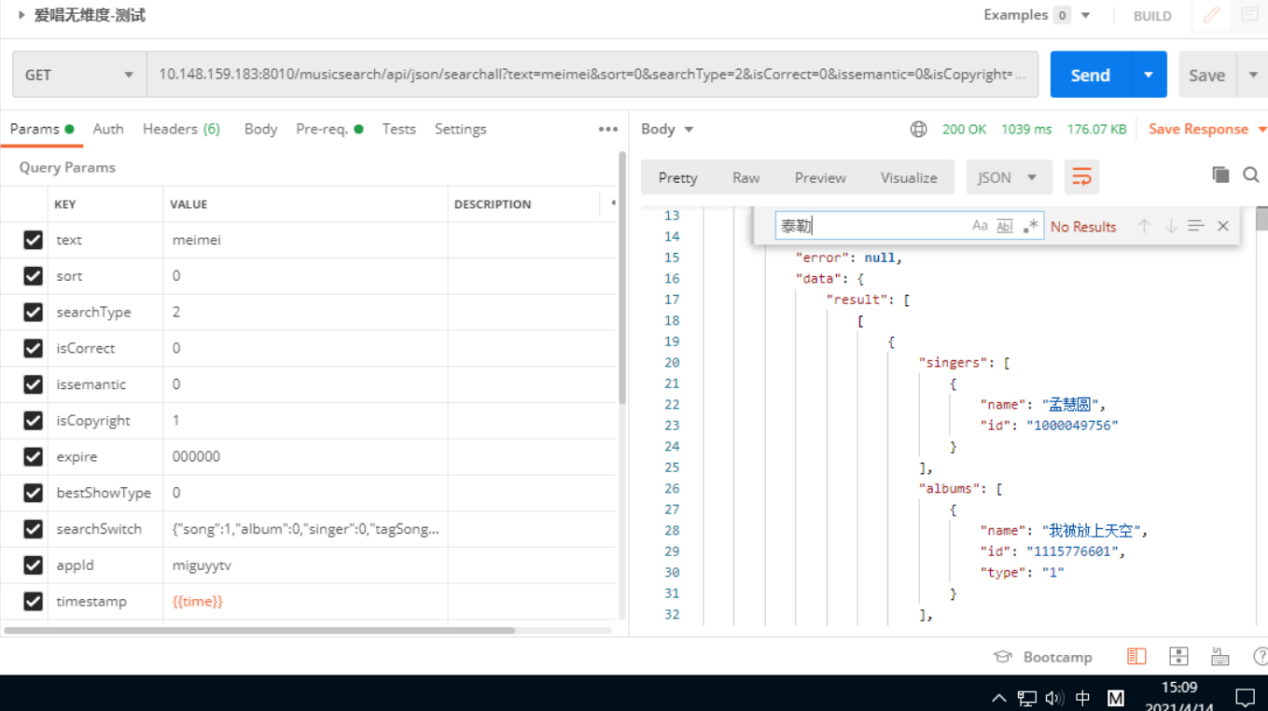 爱唱无维度-测试
Examples 0
BUILD
GET
10.148.159.183:8010/musicsearch/api/json/searchall?text=meimei&sort=0&searchType=2&isCorrect=0&issemantic=0&isCopyright= ...
Send
Save
Params Auth Headers (6) Body Pre-req. Tests Settings
Body 200 OK 1039 ms 176.07 KB Save Response
Query Params
Pretty Raw Preview Visualize JSON
KEY VALUE DESCRIPTION
text meimei
sort 0
searchType 2
isCorrect 0
issemantic 0
isCopyright 1
expire 000000
bestShowType 0
searchSwitch {"song":1,"album":0,"singer":0,"tagSong...
appId miguyytv
timestamp {{time}}
泰勒 Aa Abl .* No Results
13
14
15 "error": null,
16 "data": {
17 "result": [
18 [
19 {
20 "singers": [
21 {
22 "name": "孟慧圆",
23 "id": "1000049756"
24 }
25 ],
26 "albums": [
27 {
28 "name": "我被放上天空",
29 "id": "1115776601",
30 "type": "1"
31 }
32 ],
Bootcamp
中 M 15:09
2021/4/14